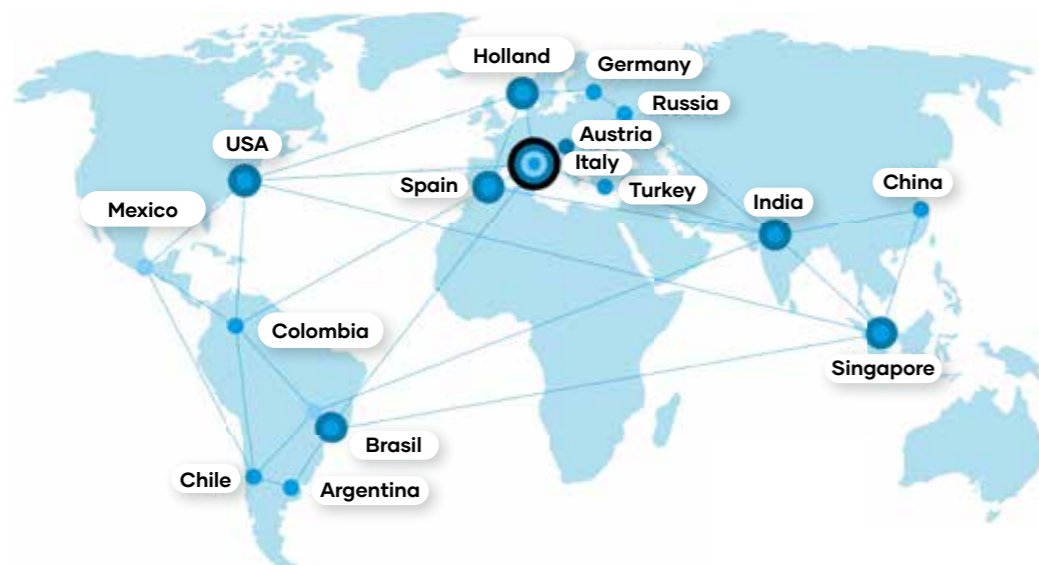 Holland
Germany
Russia
USA
Austria
Italy
Spain
Turkey
China
Mexico
India
Colombia
Singapore
Brasil
Chile
Argentina